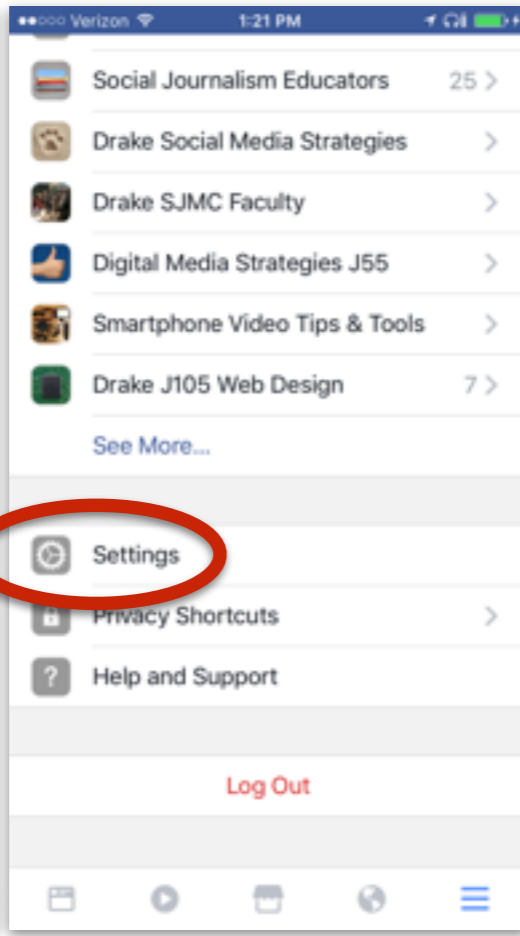 Verizon 1:21 PM
Social Journalism Educators 25
Drake Social Media Strategies
Drake SJMC Faculty
Digital Media Strategies J55
Smartphone Video Tips & Tools
Drake J105 Web Design 7
See More...
Settings
Privacy Shortcuts
? Help and Support
Log Out